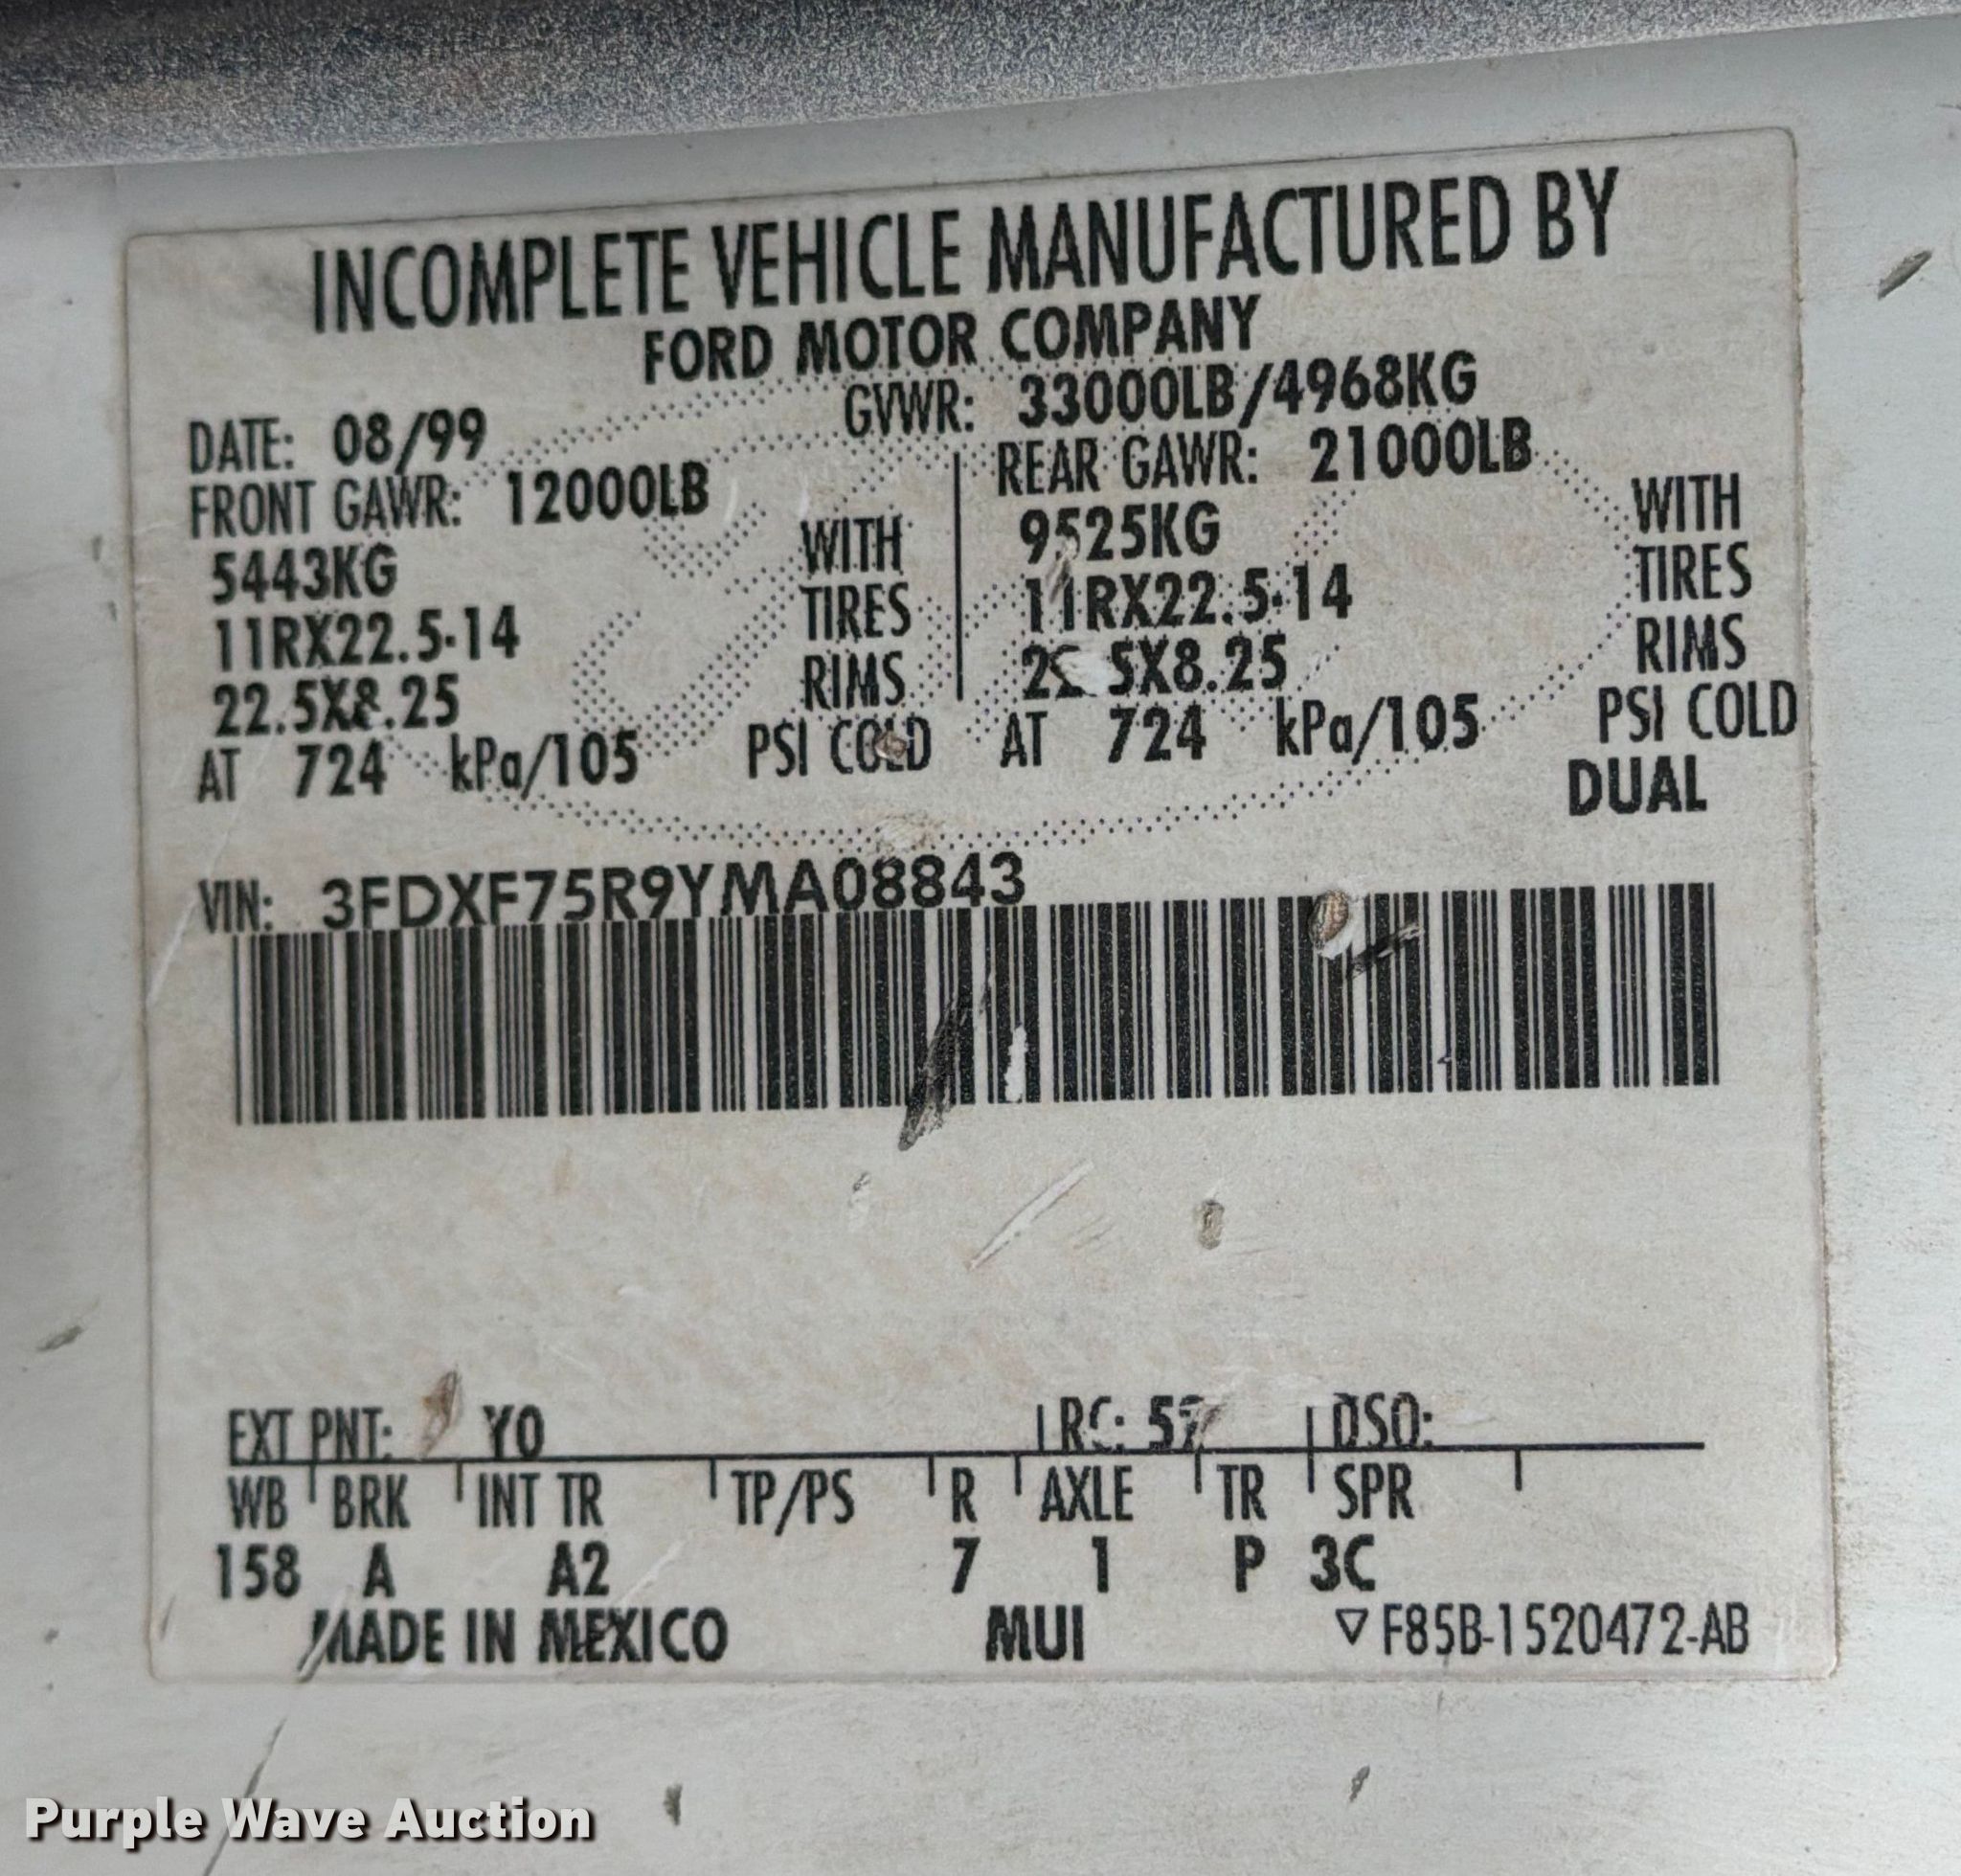 INCOMPLETE VEHICLE MANUFACTURED BY
FORD MOTOR COMPANY
DATE: 08/99 GVWR: 33000LB/4968KG
FRONT GAWR: 12000LB REAR GAWR: 21000LB
5443KG WITH 9525KG WITH
11RX22.5-14 TIRES 11RX22.5-14 TIRES
22.5X8.25 RIMS 22.5X8.25 RIMS
AT 724 kPa/105 PSI COLD AT 724 kPa/105 PSI COLD
DUAL
VIN: 3FDXF75R9YMA08843
EXT PNT: YO RC: DSO:
WB BRK INT TR TP/PS R AXLE TR SPR
158 A A2 7 1 P 3C
MADE IN MEXICO MUI ▽ F85B-1520472-AB
Purple Wave Auction